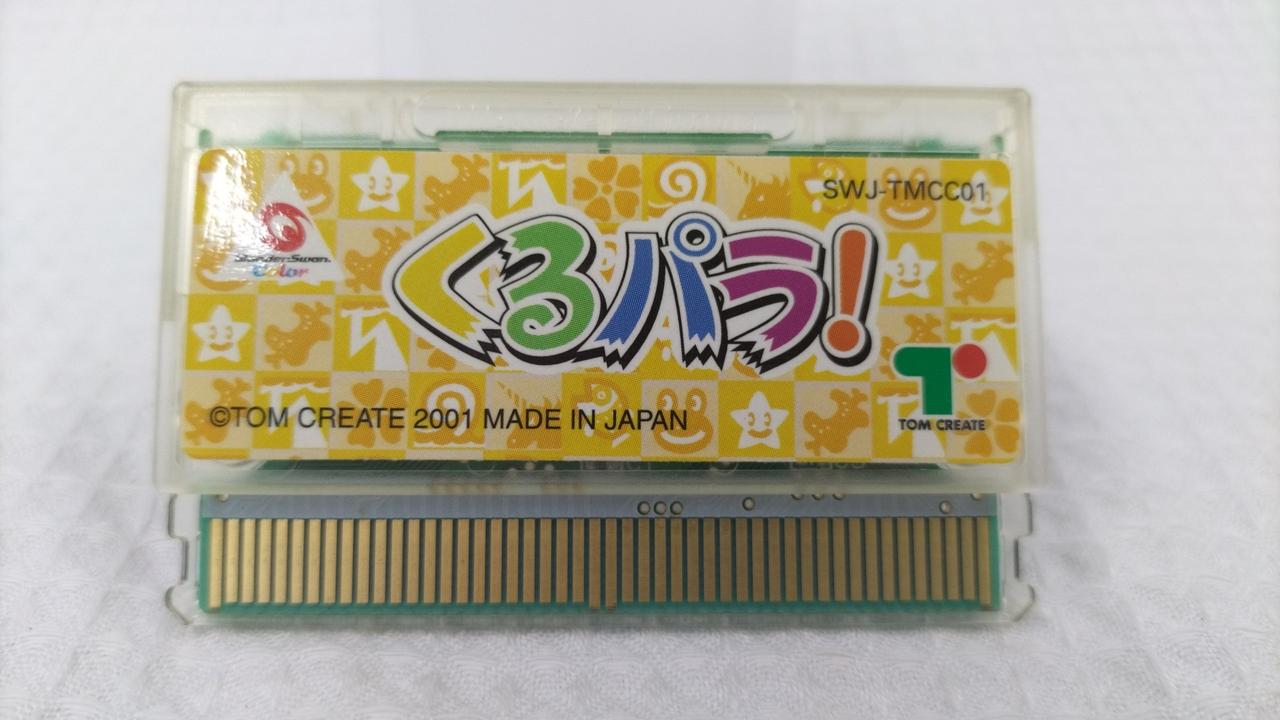 SWJ-TMCC01
WonderSwan
Color
くるパラ!
TOM CREATE
©TOM CREATE 2001 MADE IN JAPAN